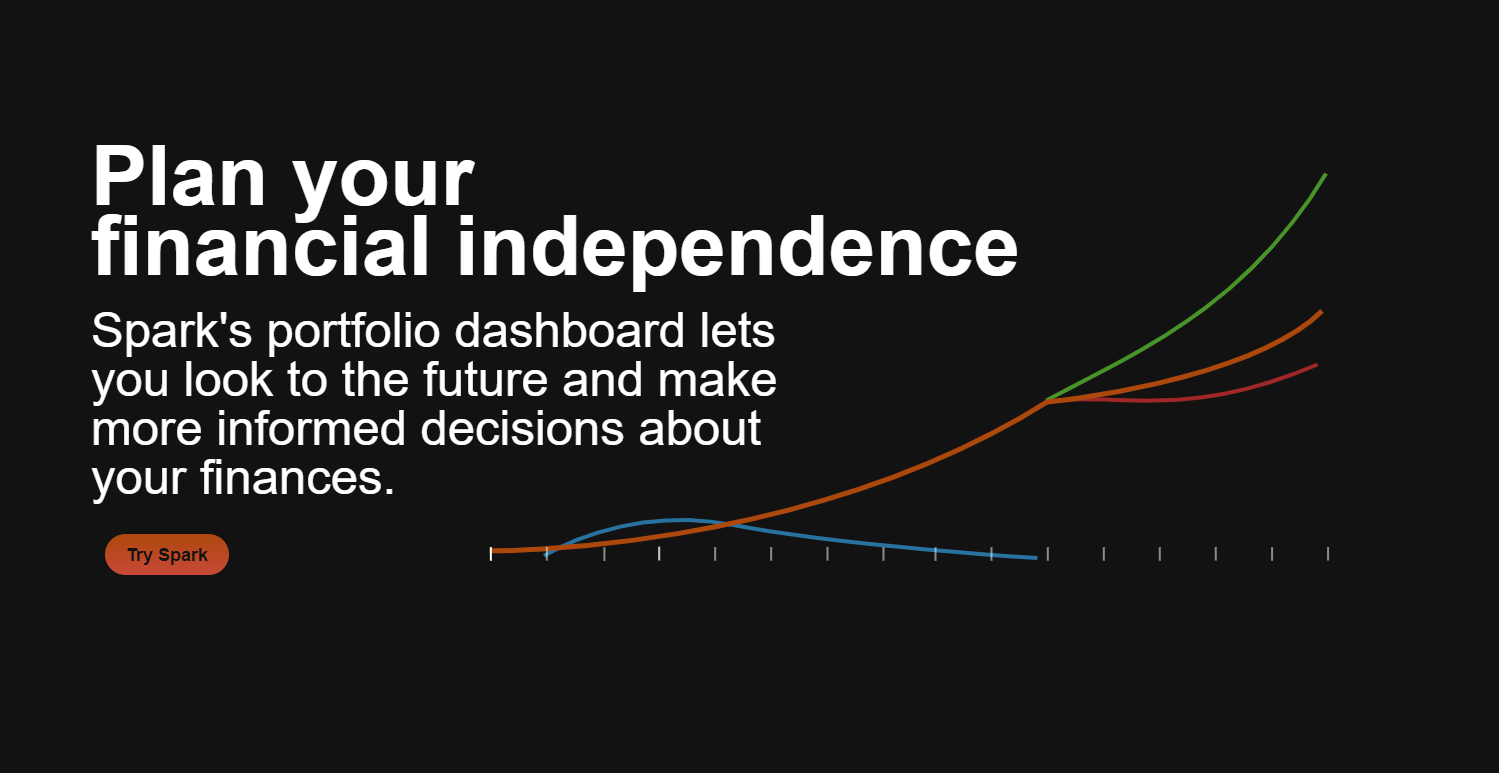 Plan your
financial independence
Spark's portfolio dashboard lets
you look to the future and make
more informed decisions about
your finances.
Try Spark